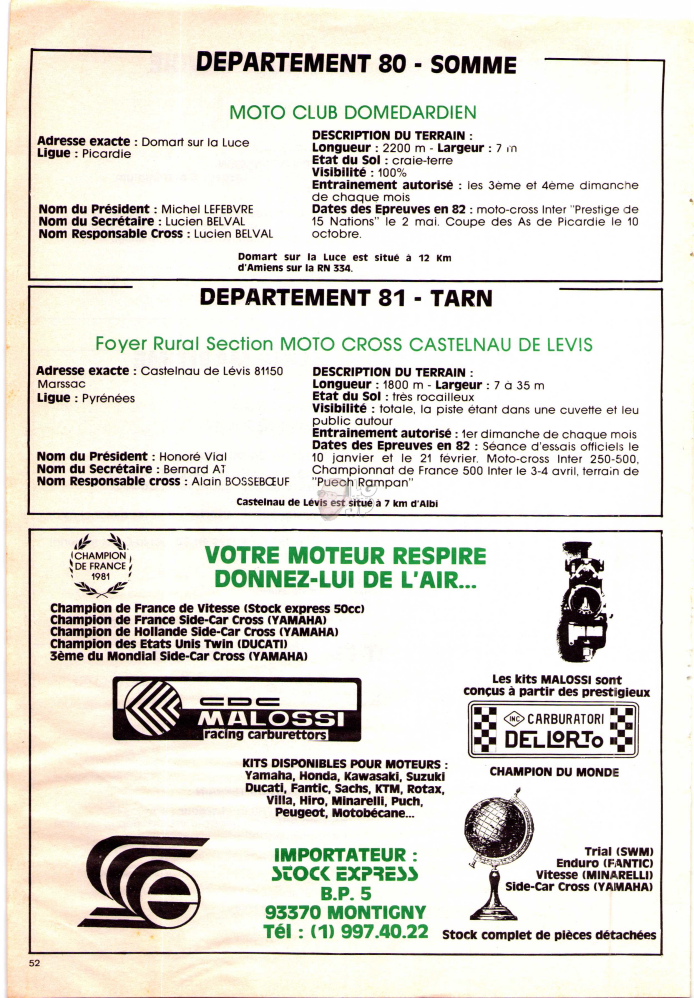 DEPARTEMENT 80 - SOMME
MOTO CLUB DOMEDARDIEN
Adresse exacte : Domart sur la Luce
Ligue : Picardie
Nom du Président : Michel LEFEBVRE
Nom du Secrétaire : Lucien BELVAL
Nom Responsable Cross : Lucien BELVAL
DESCRIPTION DU TERRAIN :
Longueur : 2200 m - Largeur : 7 m
Etat du Sol : craie-terre
Visibilité : 100%
Entrainement autorisé : les 3ème et 4ème dimanche
de chaque mois
Dates des Epreuves en 82 : moto-cross Inter "Prestige de
15 Nations" le 2 mai. Coupe des As de Picardie le 10
octobre.
Domart sur la Luce est situé à 12 Km
d'Amiens sur la RN 334.
DEPARTEMENT 81 - TARN
Foyer Rural Section MOTO CROSS CASTELNAU DE LEVIS
Adresse exacte : Castelnau de Lévis 81150
Marssac
Ligue : Pyrénées
Nom du Président : Honoré Vial
Nom du Secrétaire : Bernard AT
Nom Responsable cross : Alain BOSSEBŒUF
DESCRIPTION DU TERRAIN :
Longueur : 1800 m - Largeur : 7 à 35 m
Etat du Sol : très rocailleux
Visibilité : totale, la piste étant dans une cuvette et leu
public autour
Entrainement autorisé : 1er dimanche de chaque mois
Dates des Epreuves en 82 : Séance d'essais officiels le
10 janvier et le 21 février. Moto-cross Inter 250-500,
Championnat de France 500 Inter le 3-4 avril, terrain de
"Puech Rampan"
Castelnau de Lévis est situé à 7 km d'Albi
CHAMPION
DE FRANCE
1981
VOTRE MOTEUR RESPIRE
DONNEZ-LUI DE L'AIR...
Champion de France de Vitesse (Stock express 50cc)
Champion de France Side-Car Cross (YAMAHA)
Champion de Hollande Side-Car Cross (YAMAHA)
Champion des Etats Unis Twin (DUCATI)
3ème du Mondial Side-Car Cross (YAMAHA)
CDC
MALOSSI
racing carburettors
Les kits MALOSSI sont
conçus à partir des prestigieux
INC CARBURATORI
DELLORTO
KITS DISPONIBLES POUR MOTEURS :
Yamaha, Honda, Kawasaki, Suzuki
Ducati, Fantic, Sachs, KTM, Rotax,
Villa, Hiro, Minarelli, Puch,
Peugeot, Motobécane...
CHAMPION DU MONDE
Trial (SWM)
Enduro (FANTIC)
Vitesse (MINARELLI)
Side-Car Cross (YAMAHA)
IMPORTATEUR :
STOCK EXPRESS
B.P. 5
93370 MONTIGNY
Tél : (1) 997.40.22
Stock complet de pièces détachées
52